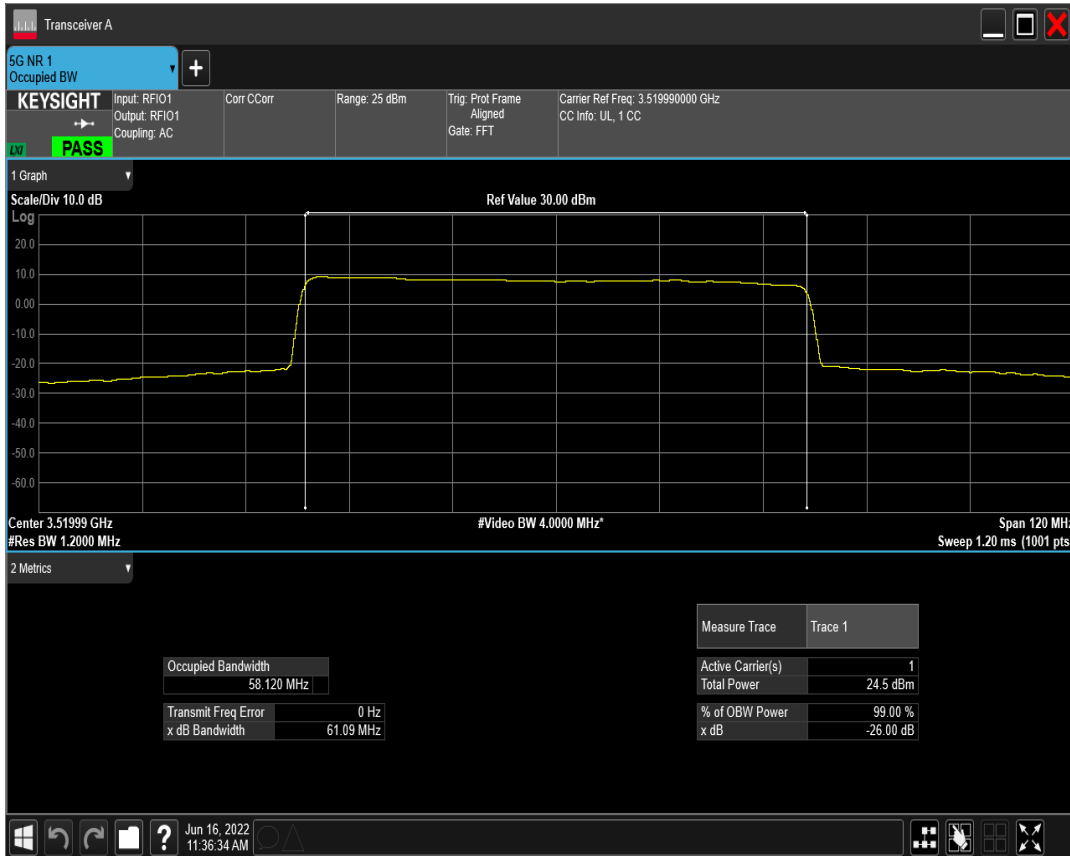 Transceiver A
5G NR 1
Occupied BW
KEYSIGHT
LXI
PASS
Input: RFIO1
Output: RFIO1
Coupling: AC
Corr CCorr
Range: 25 dBm
Trig: Prot Frame
Aligned
Gate: FFT
Carrier Ref Freq: 3.519990000 GHz
CC Info: UL, 1 CC
1 Graph
Scale/Div 10.0 dB
Ref Value 30.00 dBm
Log
20.0
10.0
0.00
-10.0
-20.0
-30.0
-40.0
-50.0
-60.0
Center 3.51999 GHz
#Video BW 4.0000 MHz*
Span 120 MHz
#Res BW 1.2000 MHz
Sweep 1.20 ms (1001 pts
2 Metrics
Measure Trace Trace 1
Occupied Bandwidth
58.120 MHz
Active Carrier(s) 1
Total Power 24.5 dBm
Transmit Freq Error 0 Hz
x dB Bandwidth 61.09 MHz
% of OBW Power 99.00 %
x dB -26.00 dB
?
Jun 16, 2022
11:36:34 AM